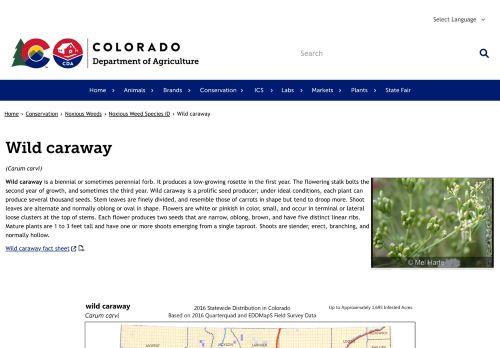 Select Language
COLORADO
Department of Agriculture
CDA
Search
Home Animals Brands Conservation ICS Labs Markets Plants State Fair
Home › Conservation › Noxious Weeds › Noxious Weed Species ID › Wild caraway
Wild caraway
(Carum carvi)
Wild caraway is a biennial or sometimes perennial forb. It produces a low-growing rosette in the first year. The flowering stalk bolts the
second year of growth, and sometimes the third year. Wild caraway is a prolific seed producer; under ideal conditions, each plant can
produce several thousand seeds. Stem leaves are finely divided, and resemble those of carrots in shape but tend to droop more. Shoot
leaves are alternate and normally oblong or oval in shape. Flowers are white or pinkish in color, small, and occur in terminal or lateral
loose clusters at the top of stems. Each flower produces two seeds that are narrow, oblong, brown, and have five distinct linear ribs.
Mature plants are 1 to 3 feet tall and have one or more shoots emerging from a single taproot. Shoots are slender, erect, branching, and
normally hollow.
© Mel Harte
Wild caraway fact sheet
wild caraway
Carum carvi
2016 Statewide Distribution in Colorado
Based on 2016 Quarterquad and EDDMapS Field Survey Data
Up to Approximately 1,695 Infested Acres
MOFFAT
JACKSON
LARIMER
LOGAN